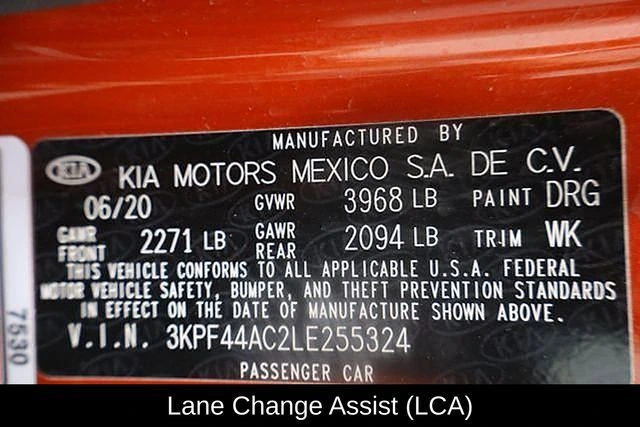 MANUFACTURED BY
KIA KIA MOTORS MEXICO S.A. DE C.V.
06/20 GVWR 3968 LB PAINT DRG
GAWR FRONT 2271 LB GAWR REAR 2094 LB TRIM WK
THIS VEHICLE CONFORMS TO ALL APPLICABLE U.S.A. FEDERAL
MOTOR VEHICLE SAFETY, BUMPER, AND THEFT PREVENTION STANDARDS
IN EFFECT ON THE DATE OF MANUFACTURE SHOWN ABOVE.
V.I.N. 3KPF44AC2LE255324
PASSENGER CAR
7530
Lane Change Assist (LCA)